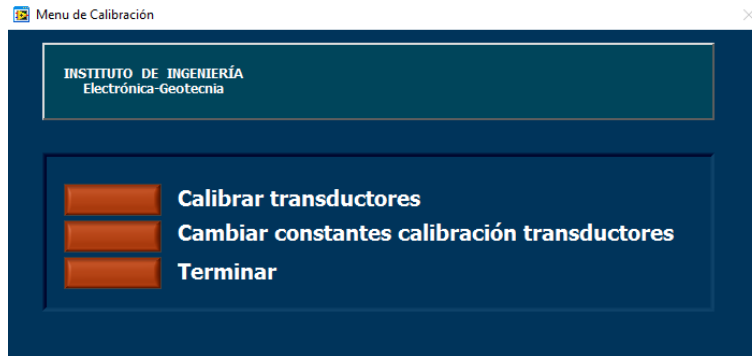 Menu de Calibración
INSTITUTO DE INGENIERÍA
Electrónica-Geotecnia
Calibrar transductores
Cambiar constantes calibración transductores
Terminar